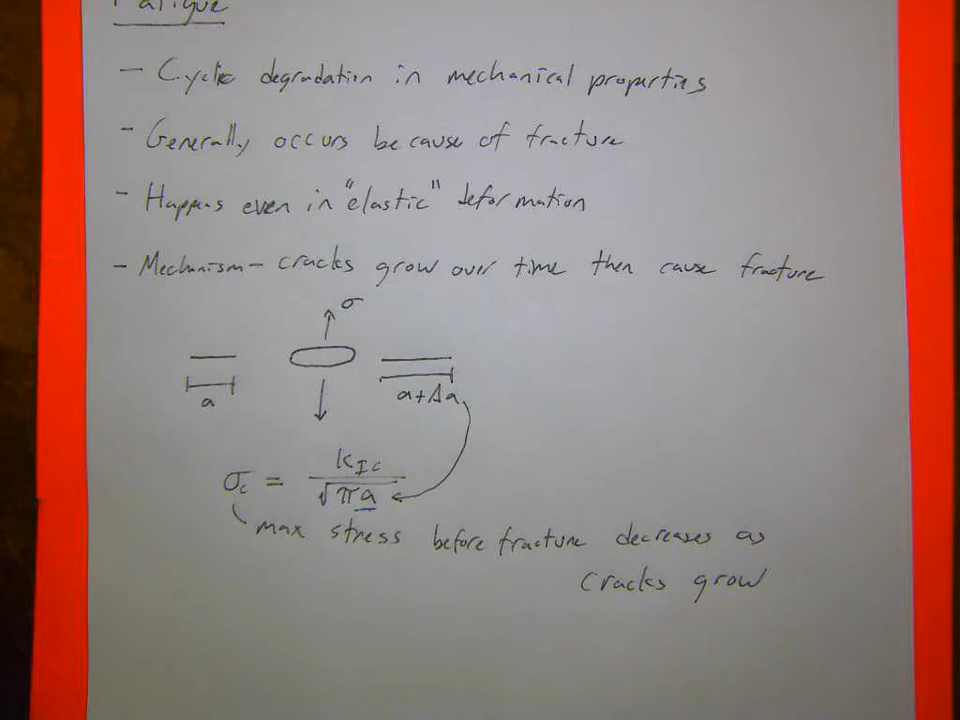 Fatigue
- Cyclic degradation in mechanical properties
- Generally occurs because of fracture
- Happens even in "elastic" deformation
- Mechanism - cracks grow over time then cause fracture
σ
a
a+Δa
σc = KIc / √πa
max stress before fracture decreases as
cracks grow